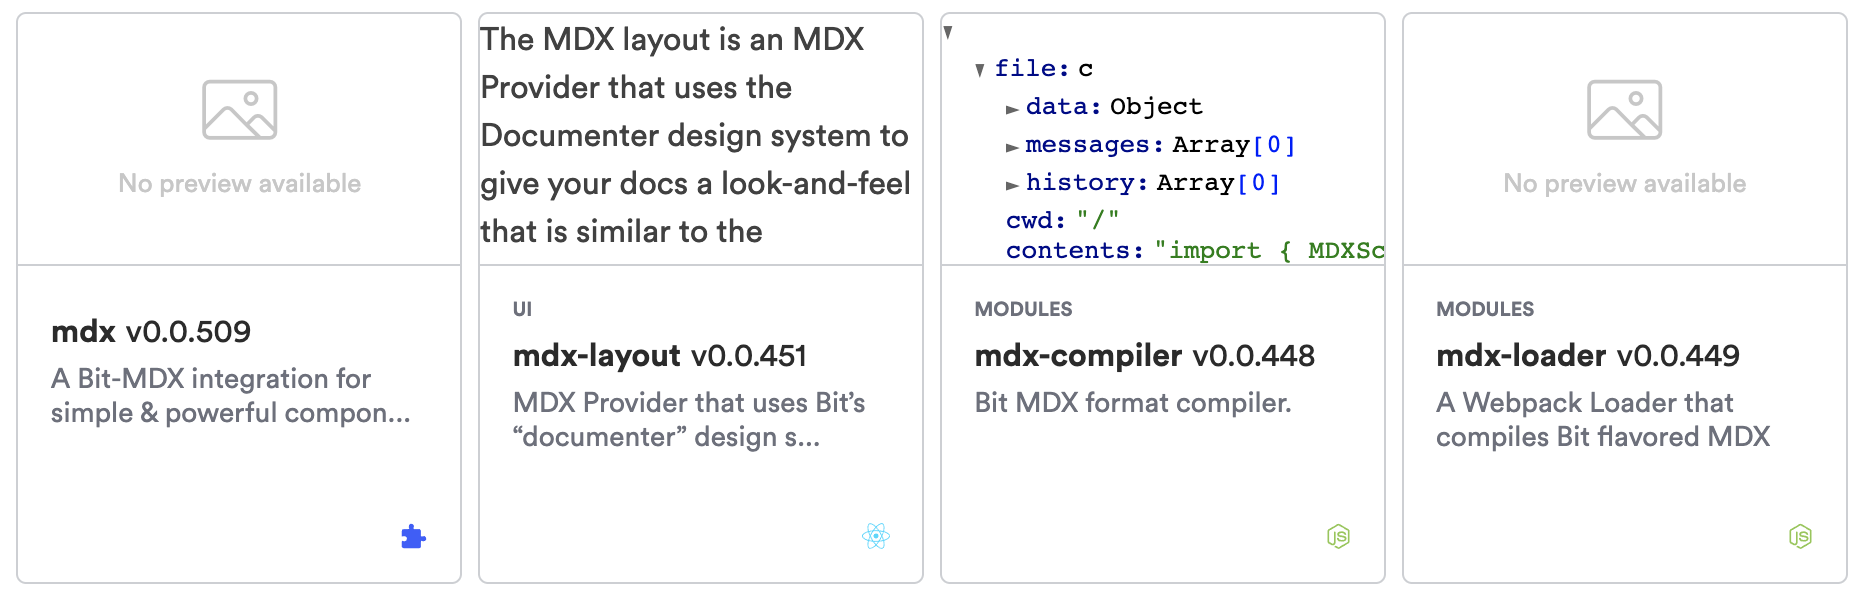 No preview available
mdx v0.0.509
A Bit-MDX integration for
simple & powerful compon...
The MDX layout is an MDX
Provider that uses the
Documenter design system to
give your docs a look-and-feel
that is similar to the
UI
mdx-layout v0.0.451
MDX Provider that uses Bit’s
“documenter” design s...
▼
▼ file: c
► data: Object
► messages: Array[0]
► history: Array[0]
cwd: "/"
contents: "import { MDXSc
MODULES
mdx-compiler v0.0.448
Bit MDX format compiler.
JS
No preview available
MODULES
mdx-loader v0.0.449
A Webpack Loader that
compiles Bit flavored MDX
JS